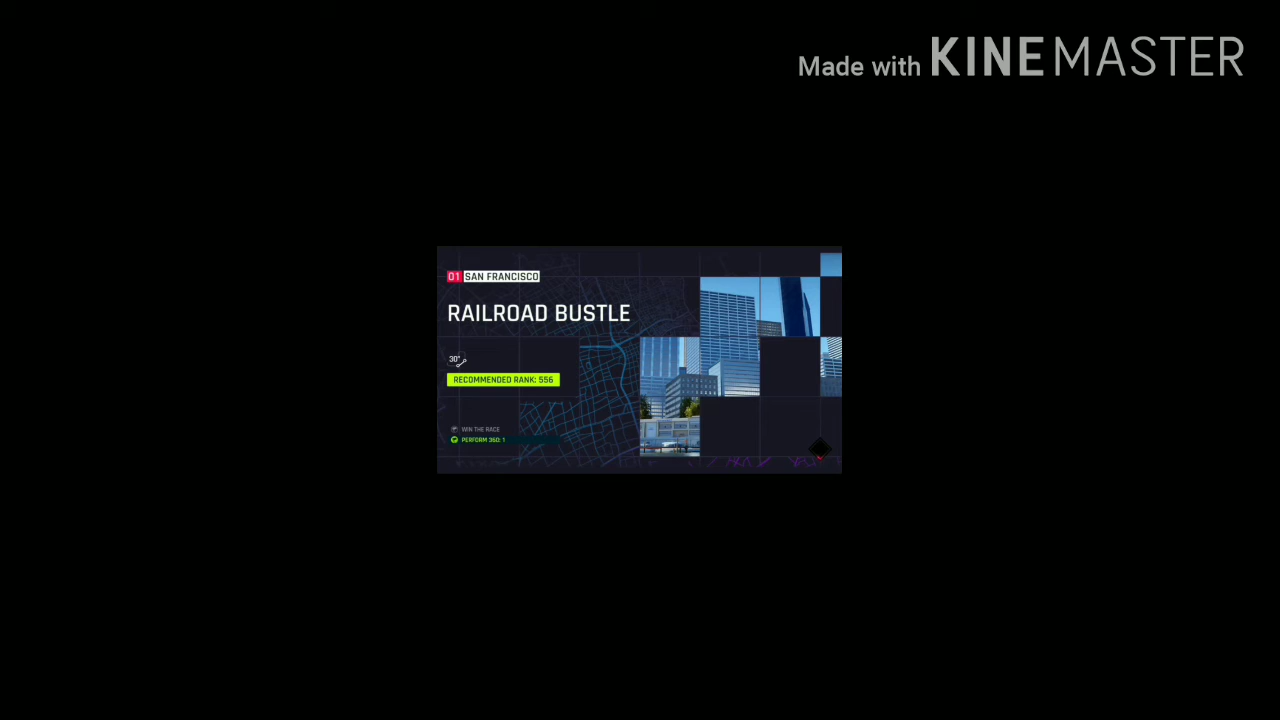 Made with KINEMASTER
01 SAN FRANCISCO
RAILROAD BUSTLE
30"
RECOMMENDED RANK: 556
WIN THE RACE
PERFORM 360: 1